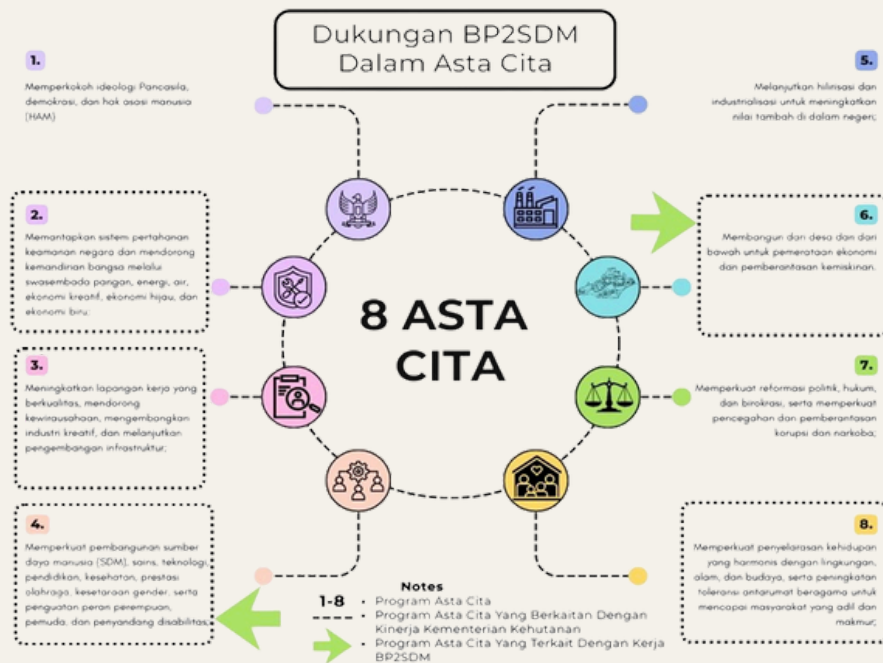 Dukungan BP2SDM
Dalam Asta Cita
1.
Memperkokoh ideologi Pancasila,
demokrasi, dan hak asasi manusia
(HAM)
2.
Memantapkan sistem pertahanan
keamanan negara dan mendorong
kemandirian bangsa melalui
swasembada pangan, energi, air,
ekonomi kreatif, ekonomi hijau, dan
ekonomi biru;
3.
Meningkatkan lapangan kerja yang
berkualitas, mendorong
kewirausahaan, mengembangkan
industri kreatif, dan melanjutkan
pengembangan infrastruktur;
4.
Memperkuat pembangunan sumber
daya manusia (SDM), sains, teknologi,
pendidikan, kesehatan, prestasi
olahraga, kesetaraan gender, serta
penguatan peran perempuan,
pemuda, dan penyandang disabilitas;
8 ASTA
CITA
5.
Melanjutkan hilirisasi dan
industrialisasi untuk meningkatkan
nilai tambah di dalam negeri;
6.
Membangun dari desa dan dari
bawah untuk pemerataan ekonomi
dan pemberantasan kemiskinan.
7.
Memperkuat reformasi politik, hukum,
dan birokrasi, serta memperkuat
pencegahan dan pemberantasan
korupsi dan narkoba;
8.
Memperkuat penyelarasan kehidupan
yang harmonis dengan lingkungan,
alam, dan budaya, serta peningkatan
toleransi antarumat beragama untuk
mencapai masyarakat yang adil dan
makmur;
Notes
1-8 • Program Asta Cita
• Program Asta Cita Yang Berkaitan Dengan
Kinerja Kementerian Kehutanan
• Program Asta Cita Yang Terkait Dengan Kerja
BP2SDM